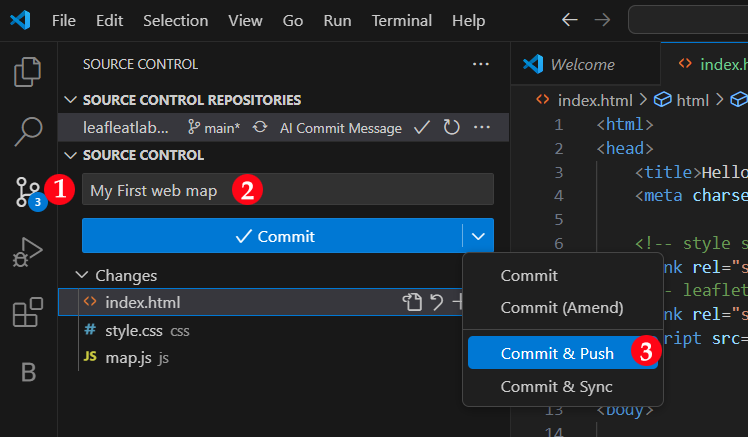 File Edit Selection View Go Run Terminal Help
SOURCE CONTROL ...
Welcome
<> index.h
SOURCE CONTROL REPOSITORIES
leafleatlab... main* AI Commit Message ...
SOURCE CONTROL
1
3
My First web map 2
Commit
Changes
<> index.html
# style.css css
JS map.js js
B
Commit
Commit (Amend)
Commit & Push 3
Commit & Sync
<> index.html > html >
1 <html>
2 <head>
3 <title>Hello
4 <meta charse
5
6 <!-- style s
nk rel="s
- leaflet
nk rel="s
ript src=
13 <body>
14